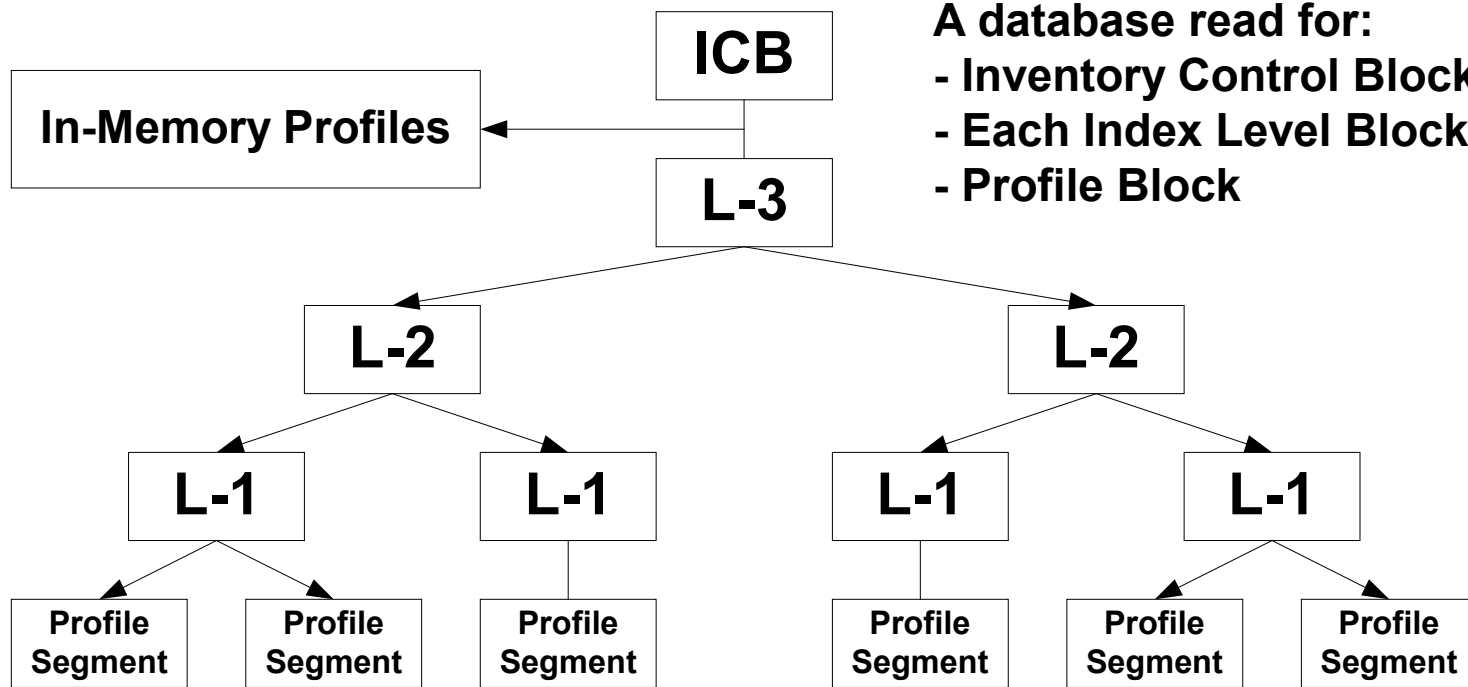 ICB
A database read for:
- Inventory Control Block
- Each Index Level Block
- Profile Block
In-Memory Profiles
L-3
L-2
L-2
L-1
L-1
L-1
L-1
Profile
Segment
Profile
Segment
Profile
Segment
Profile
Segment
Profile
Segment
Profile
Segment